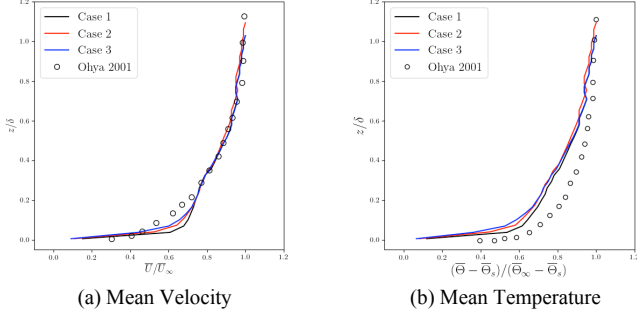 Case 1
Case 2
Case 3
Ohya 2001
z/δ
1.2
1.0
0.8
0.6
0.4
0.2
0.0
0.0 0.2 0.4 0.6 0.8 1.0 1.2
U̅/U̅∞
(a) Mean Velocity
Case 1
Case 2
Case 3
Ohya 2001
z/δ
1.2
1.0
0.8
0.6
0.4
0.2
0.0
0.0 0.2 0.4 0.6 0.8 1.0 1.2
(Θ̅ − Θ̅s)/(Θ̅∞ − Θ̅s)
(b) Mean Temperature